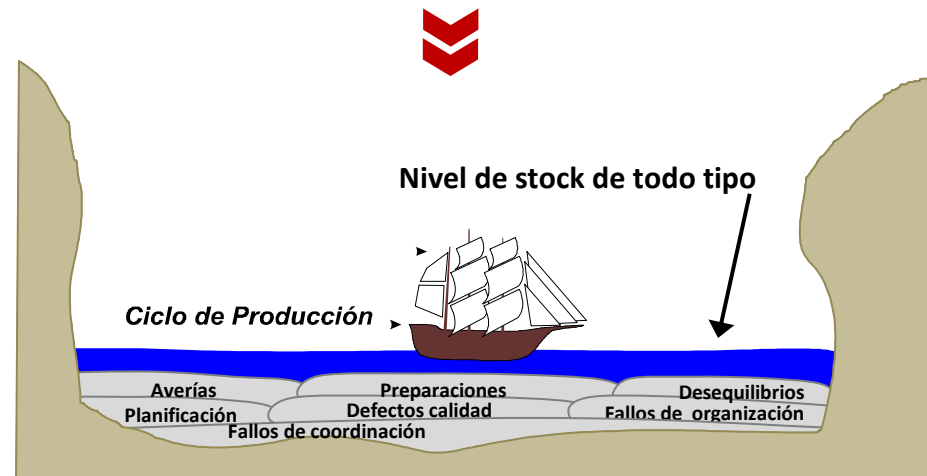 Nivel de stock de todo tipo
Ciclo de Producción
Averías
Preparaciones
Desequilibrios
Planificación
Defectos calidad
Fallos de organización
Fallos de coordinación